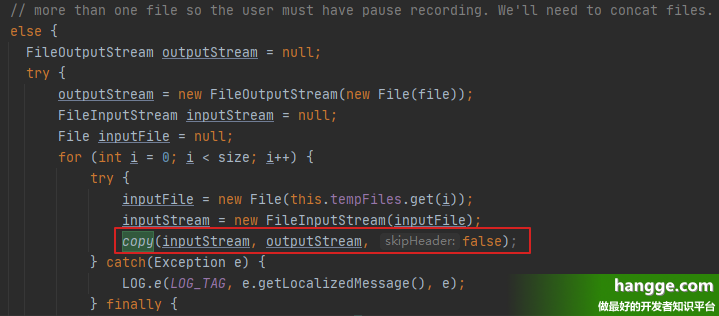 // more than one file so the user must have pause recording. We'll need to concat files.
else {
FileOutputStream outputStream = null;
try {
outputStream = new FileOutputStream(new File(file));
FileInputStream inputStream = null;
File inputFile = null;
for (int i = 0; i < size; i++) {
try {
inputFile = new File(this.tempFiles.get(i));
inputStream = new FileInputStream(inputFile);
copy(inputStream, outputStream, skipHeader: false);
} catch(Exception e) {
LOG.e(LOG_TAG, e.getLocalizedMessage(), e);
} finally {
hangge.com
做最好的开发者知识平台